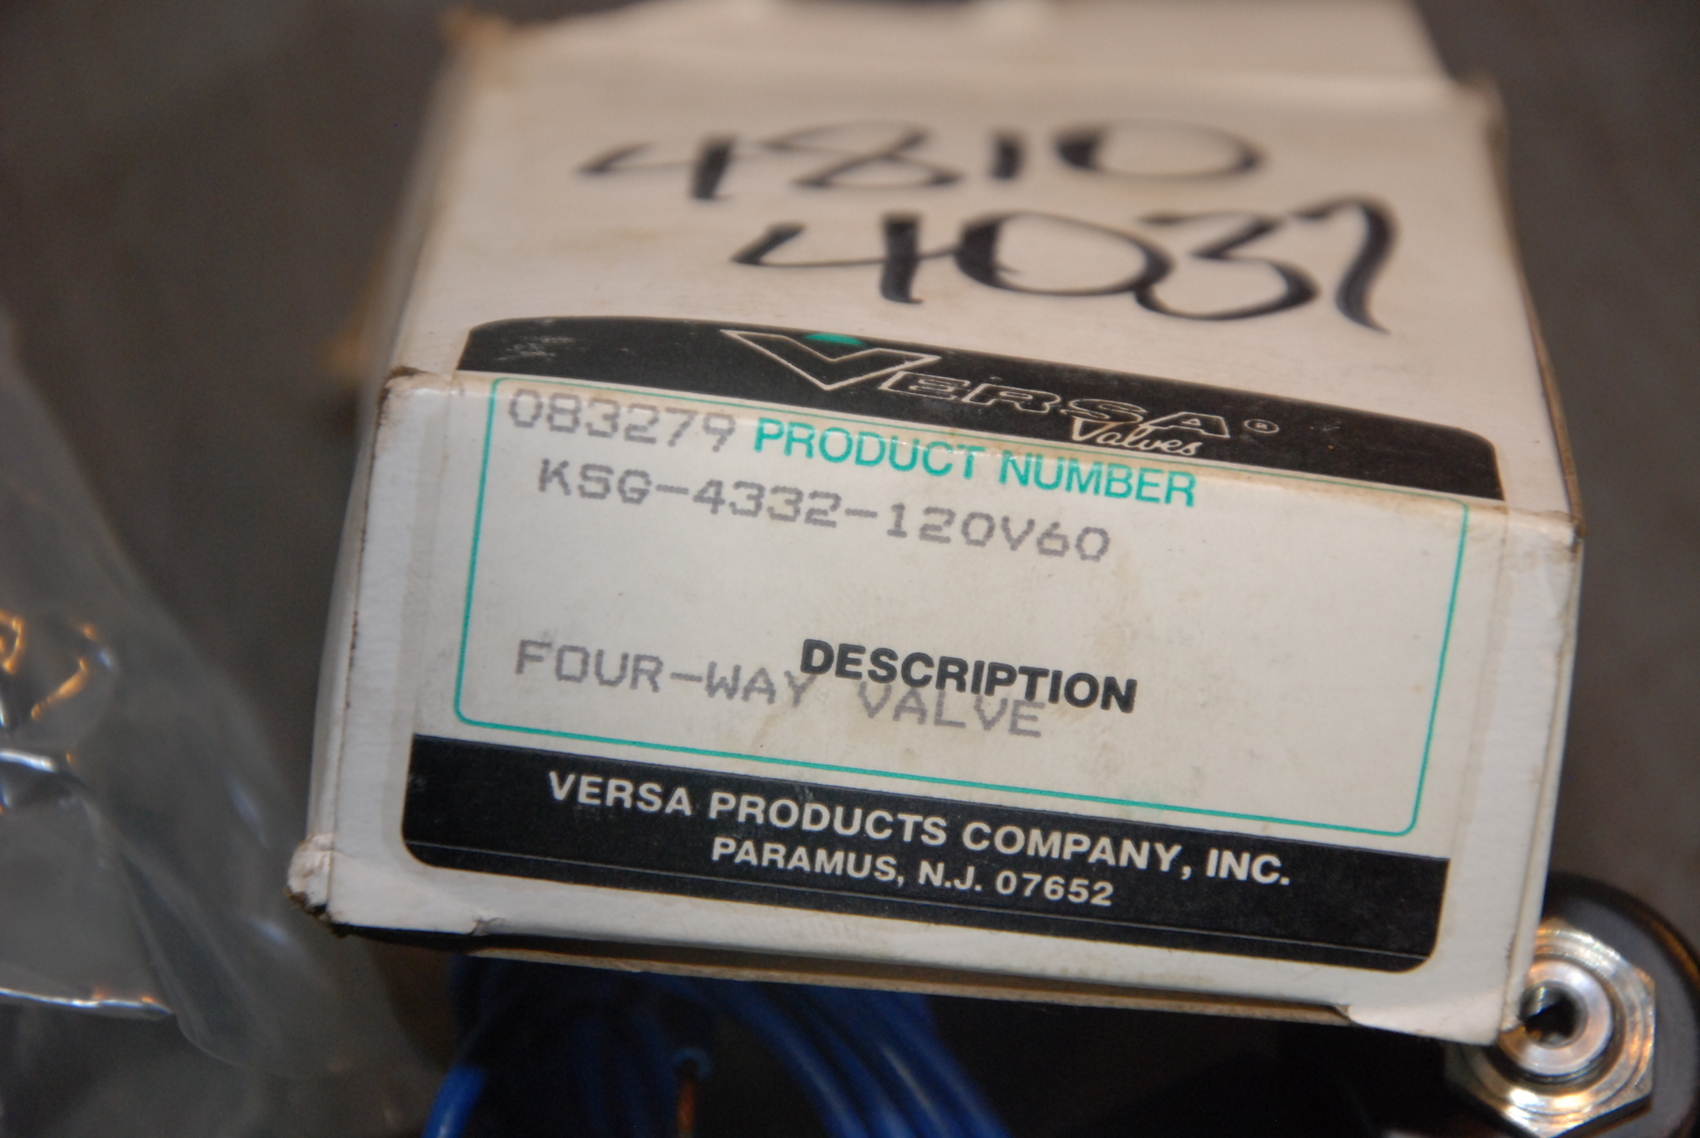 4810
4037
VERSA®
Valves
083279 PRODUCT NUMBER
KSG-4332-120V60
DESCRIPTION
FOUR-WAY VALVE
VERSA PRODUCTS COMPANY, INC.
PARAMUS, N.J. 07652